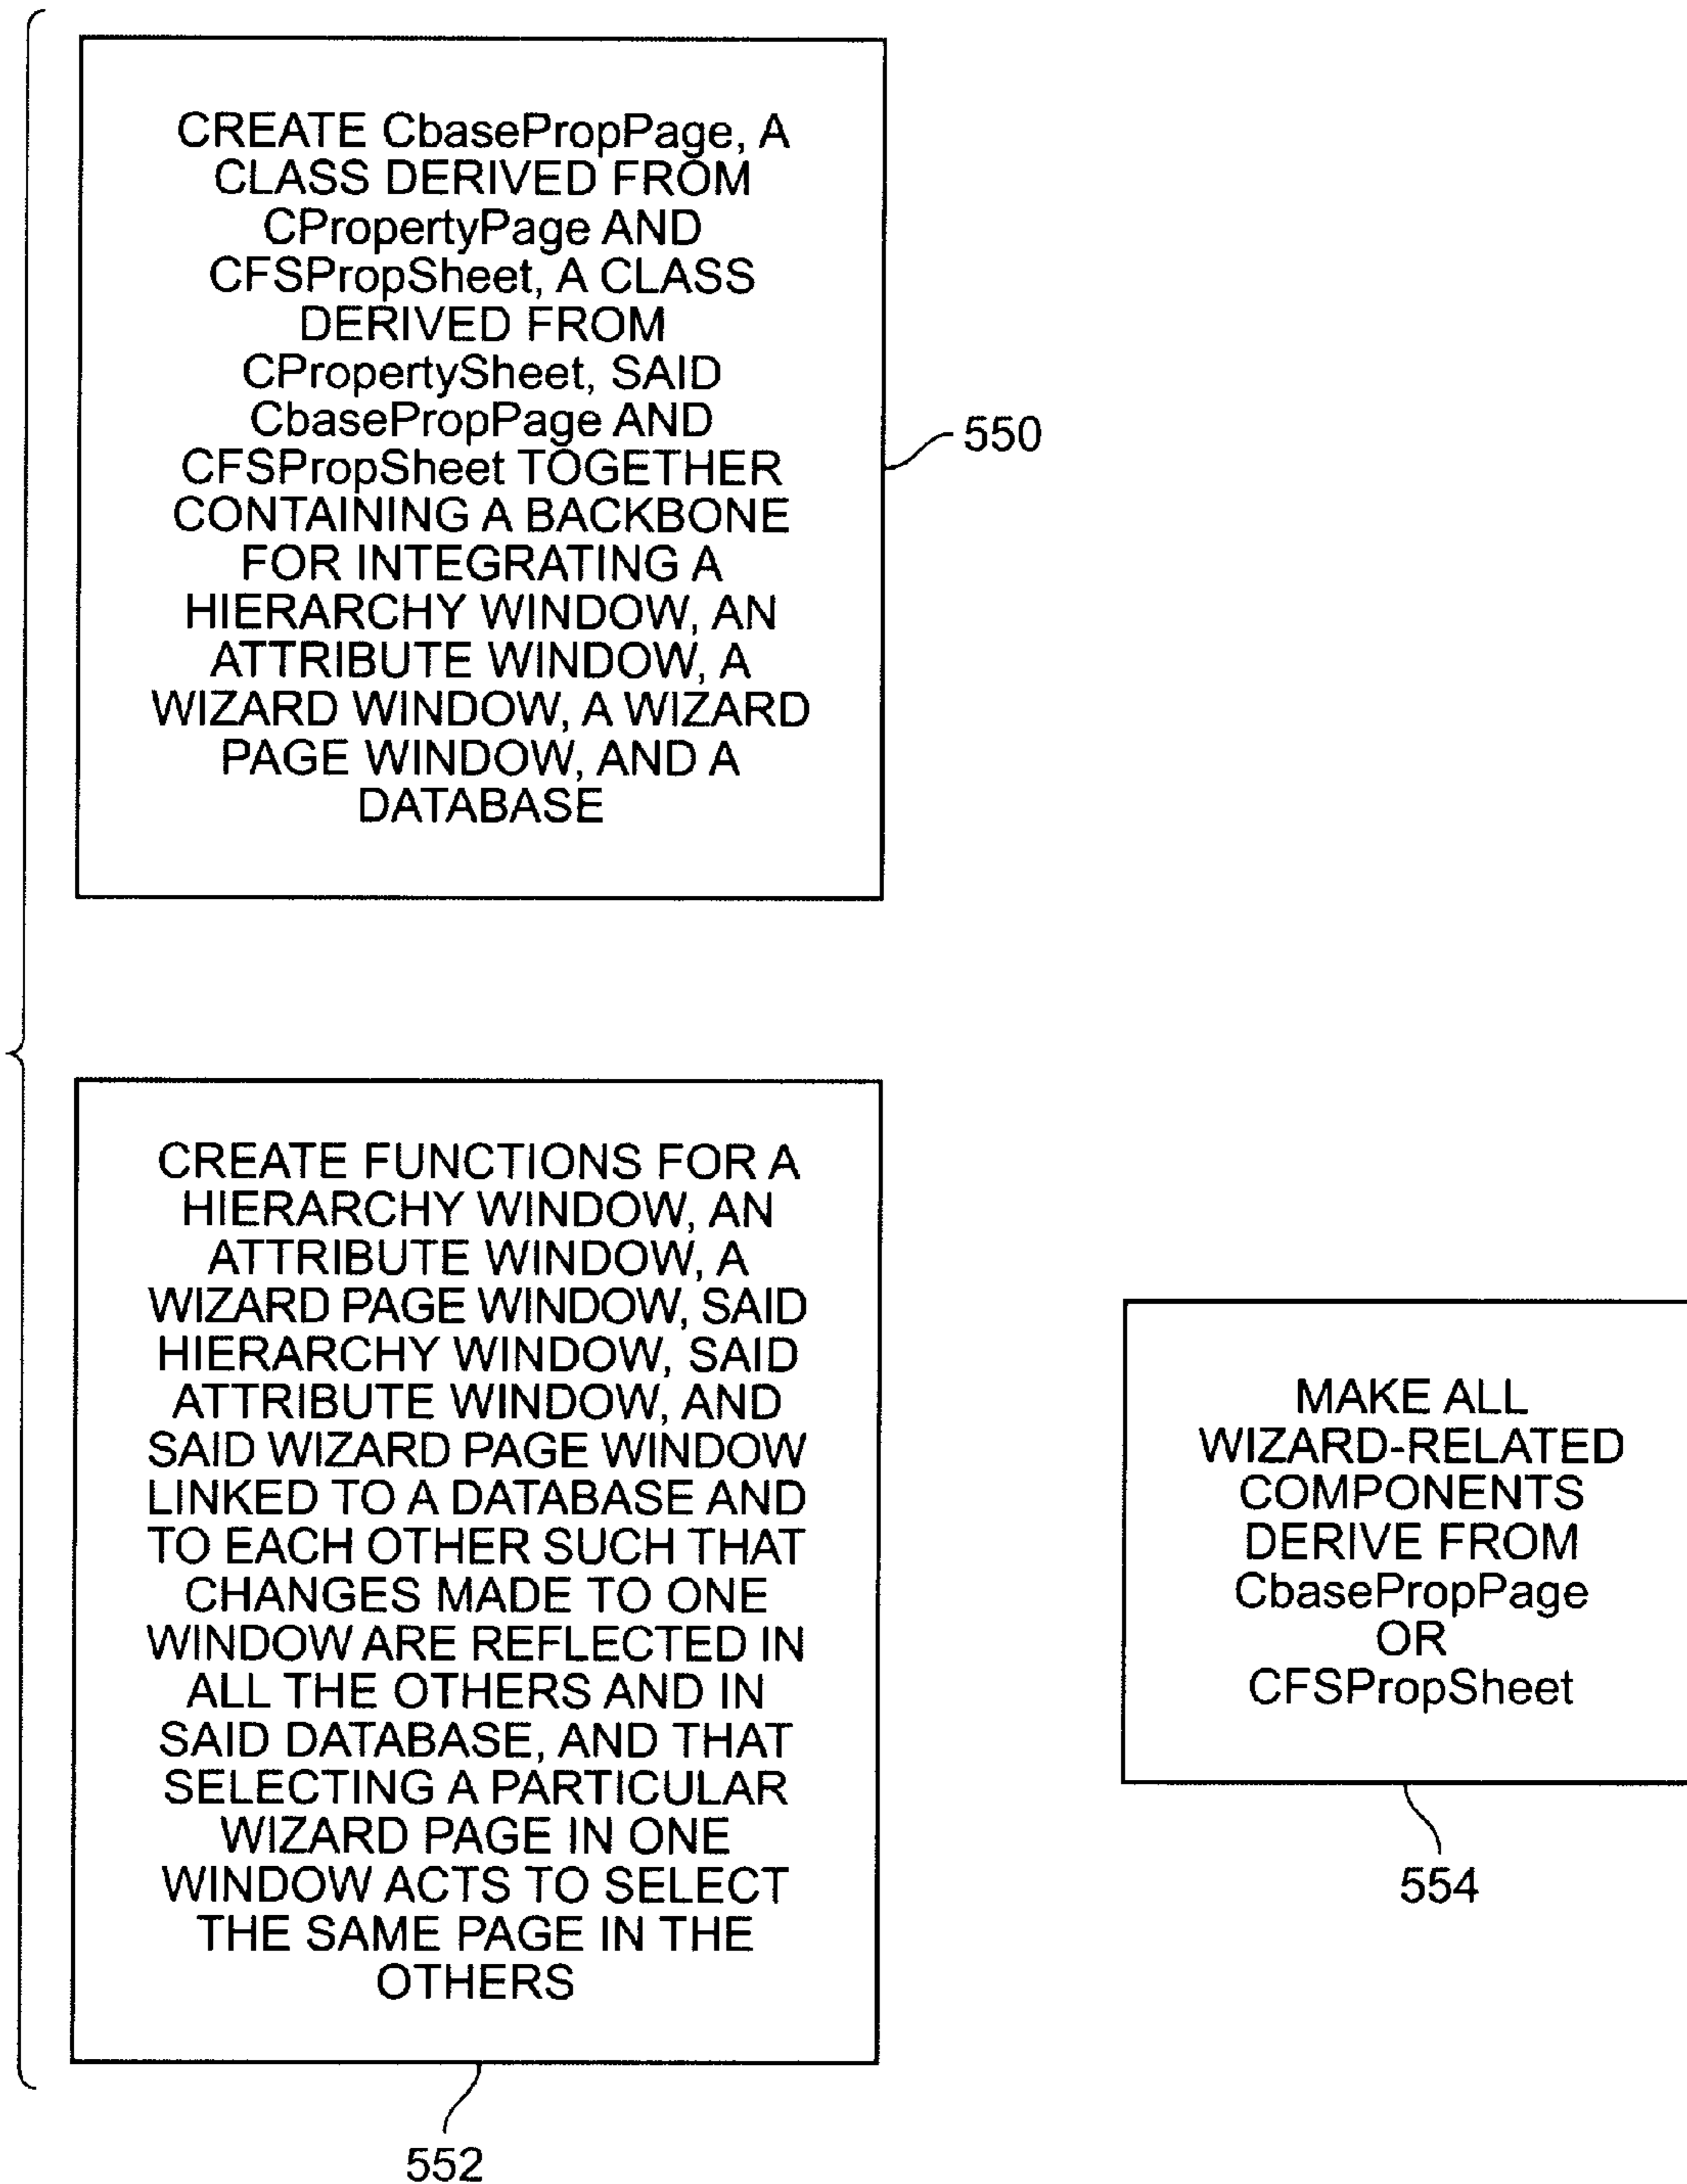 CREATE CbasePropPage, A
CLASS DERIVED FROM
CPropertyPage AND
CFSPropSheet, A CLASS
DERIVED FROM
CPropertySheet, SAID
CbasePropPage AND
CFSPropSheet TOGETHER
CONTAINING A BACKBONE
FOR INTEGRATING A
HIERARCHY WINDOW, AN
ATTRIBUTE WINDOW, A
WIZARD WINDOW, A WIZARD
PAGE WINDOW, AND A
DATABASE
550
CREATE FUNCTIONS FOR A
HIERARCHY WINDOW, AN
ATTRIBUTE WINDOW, A
WIZARD PAGE WINDOW, SAID
HIERARCHY WINDOW, SAID
ATTRIBUTE WINDOW, AND
SAID WIZARD PAGE WINDOW
LINKED TO A DATABASE AND
TO EACH OTHER SUCH THAT
CHANGES MADE TO ONE
WINDOW ARE REFLECTED IN
ALL THE OTHERS AND IN
SAID DATABASE, AND THAT
SELECTING A PARTICULAR
WIZARD PAGE IN ONE
WINDOW ACTS TO SELECT
THE SAME PAGE IN THE
OTHERS
552
MAKE ALL
WIZARD-RELATED
COMPONENTS
DERIVE FROM
CbasePropPage
OR
CFSPropSheet
554